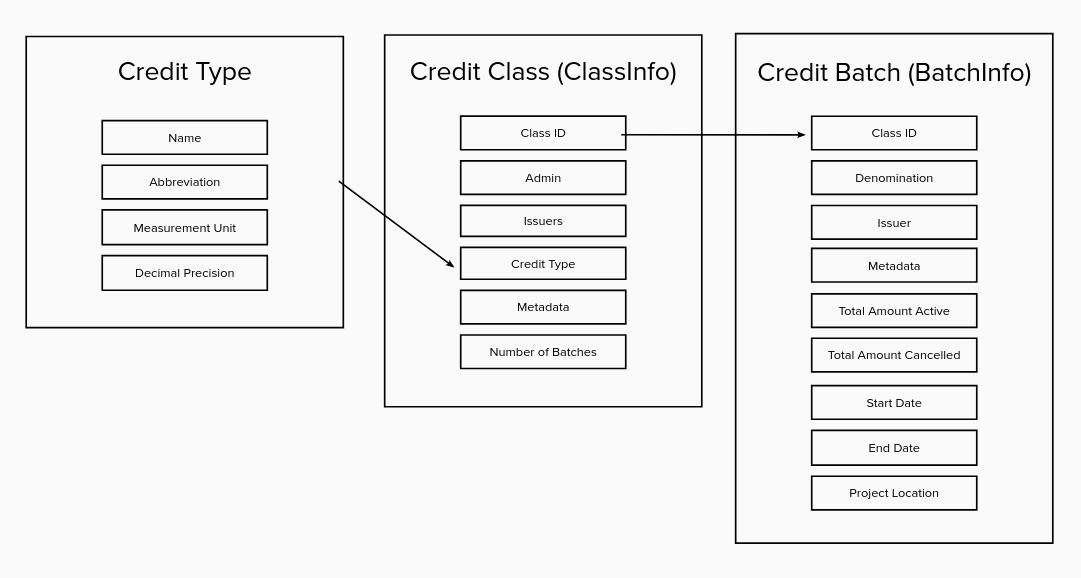 Credit Type
Name
Abbreviation
Measurement Unit
Decimal Precision
Credit Class (ClassInfo)
Class ID
Admin
Issuers
Credit Type
Metadata
Number of Batches
Credit Batch (BatchInfo)
Class ID
Denomination
Issuer
Metadata
Total Amount Active
Total Amount Cancelled
Start Date
End Date
Project Location